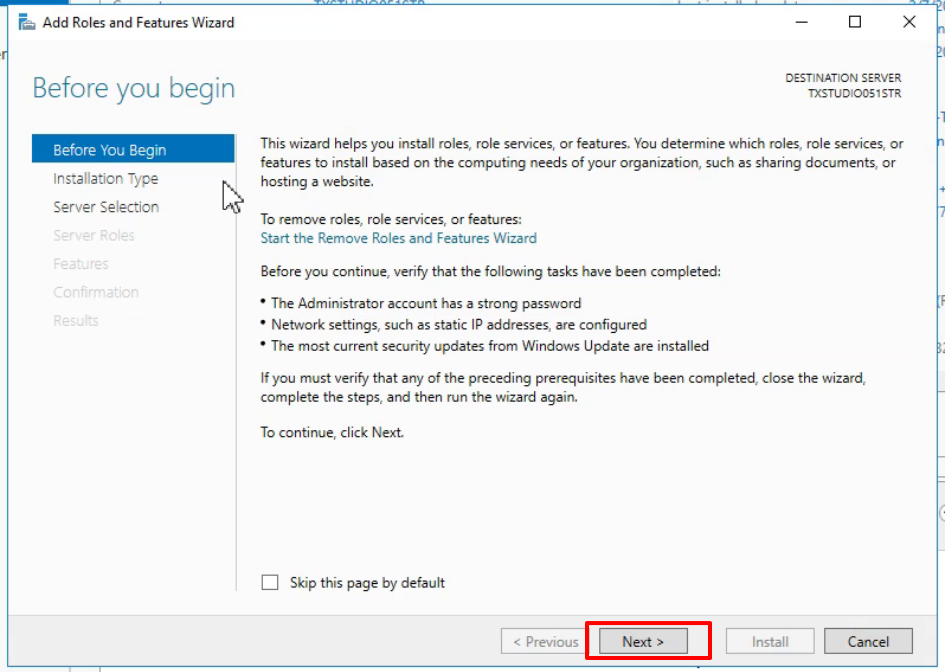 TXSTUDIO051STR
Add Roles and Features Wizard
Before you begin
DESTINATION SERVER
TXSTUDIO051STR
Before You Begin
Installation Type
Server Selection
Server Roles
Features
Confirmation
Results
This wizard helps you install roles, role services, or features. You determine which roles, role services, or
features to install based on the computing needs of your organization, such as sharing documents, or
hosting a website.
To remove roles, role services, or features:
Start the Remove Roles and Features Wizard
Before you continue, verify that the following tasks have been completed:
• The Administrator account has a strong password
• Network settings, such as static IP addresses, are configured
• The most current security updates from Windows Update are installed
If you must verify that any of the preceding prerequisites have been completed, close the wizard,
complete the steps, and then run the wizard again.
To continue, click Next.
Skip this page by default
< Previous
Next >
Install
Cancel